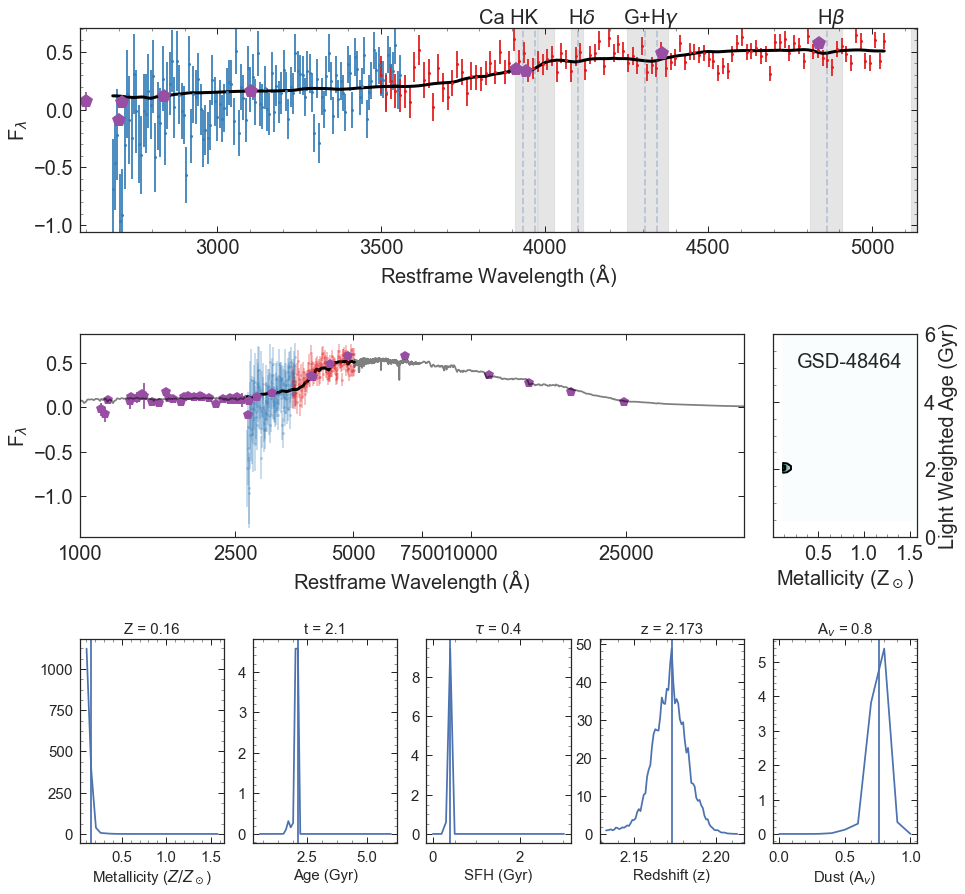 Ca HK Hδ G+Hγ Hβ
0.5
0.0
−0.5
−1.0
F_λ
3000 3500 4000 4500 5000
Restframe Wavelength (Å)
0.5
0.0
−0.5
−1.0
F_λ
1000 2500 5000 7500 10000 25000
Restframe Wavelength (Å)
GSD-48464
6
4
2
0
Light Weighted Age (Gyr)
0.5 1.0 1.5
Metallicity (Z_⊙)
Z = 0.16
1000
750
500
250
0
0.5 1.0 1.5
Metallicity (Z/Z_⊙)
t = 2.1
4
2
0
2.5 5.0
Age (Gyr)
τ = 0.4
8
6
4
2
0
0 2
SFH (Gyr)
z = 2.173
50
40
30
20
10
0
2.15 2.20
Redshift (z)
A_v = 0.8
5
4
3
2
1
0
0.0 0.5 1.0
Dust (A_v)